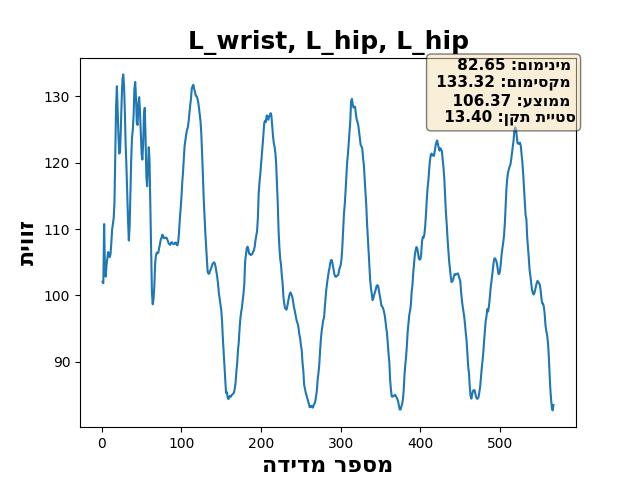 L_wrist, L_hip, L_hip
מינימום: 82.65
מקסימום: 133.32
ממוצע: 106.37
סטיית תקן: 13.40
זווית
130
120
110
100
90
0 100 200 300 400 500
מספר מדידה